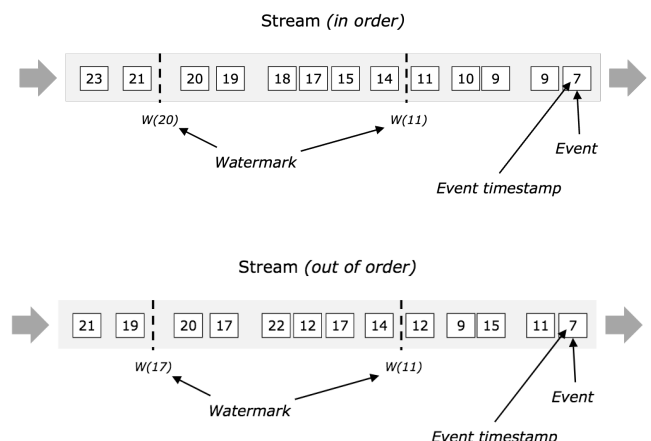 Stream (in order)
23 21 20 19 18 17 15 14 11 10 9 9 7
W(20) W(11)
Watermark
Event
Event timestamp
Stream (out of order)
21 19 20 17 22 12 17 14 12 9 15 11 7
W(17) W(11)
Watermark
Event
Event timestamp